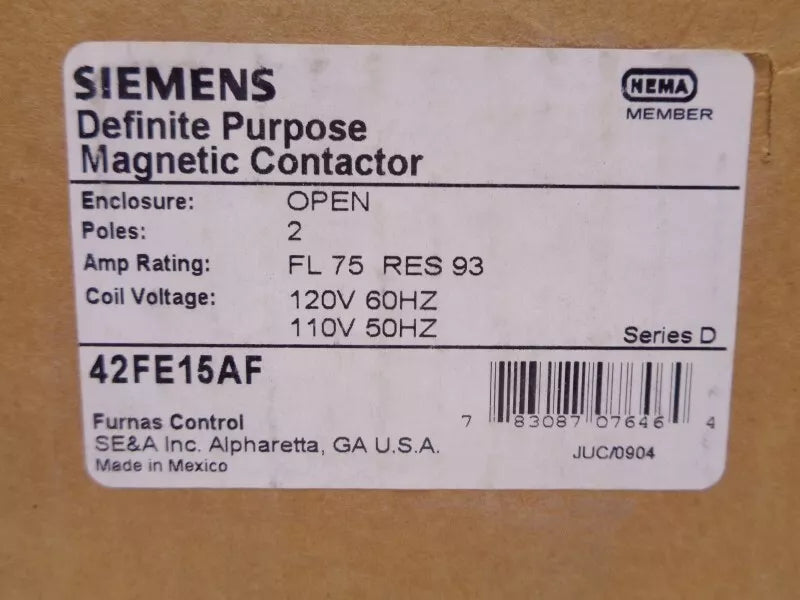 SIEMENS
NEMA
MEMBER
Definite Purpose
Magnetic Contactor
Enclosure: OPEN
Poles: 2
Amp Rating: FL 75 RES 93
Coil Voltage: 120V 60HZ
110V 50HZ
Series D
42FE15AF
7 83087 07646 4
Furnas Control
SE&A Inc. Alpharetta, GA U.S.A.
Made in Mexico
JUC/0904